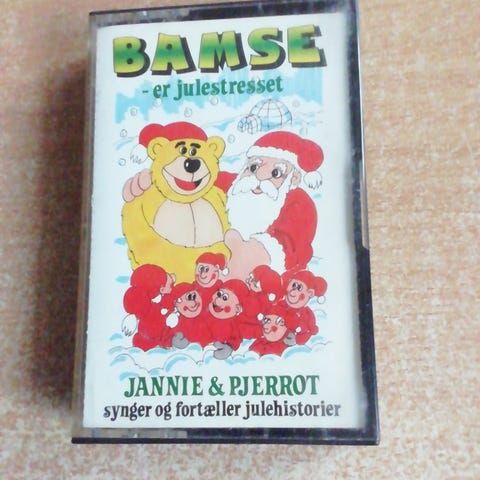 BAMSE
- er julestresset
JANNIE & PJERROT
synger og fortæller julehistorier